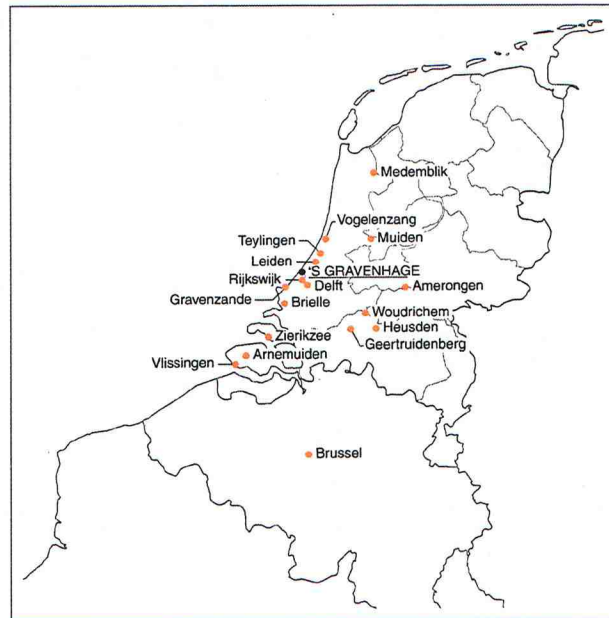 Medemblik
Vogelenzang
Teylingen
Muiden
Leiden
'S GRAVENHAGE
Rijkswijk
Delft
Amerongen
Gravenzande
Brielle
Woudrichem
Heusden
Zierikzee
Geertruidenberg
Arnemuiden
Vlissingen
Brussel